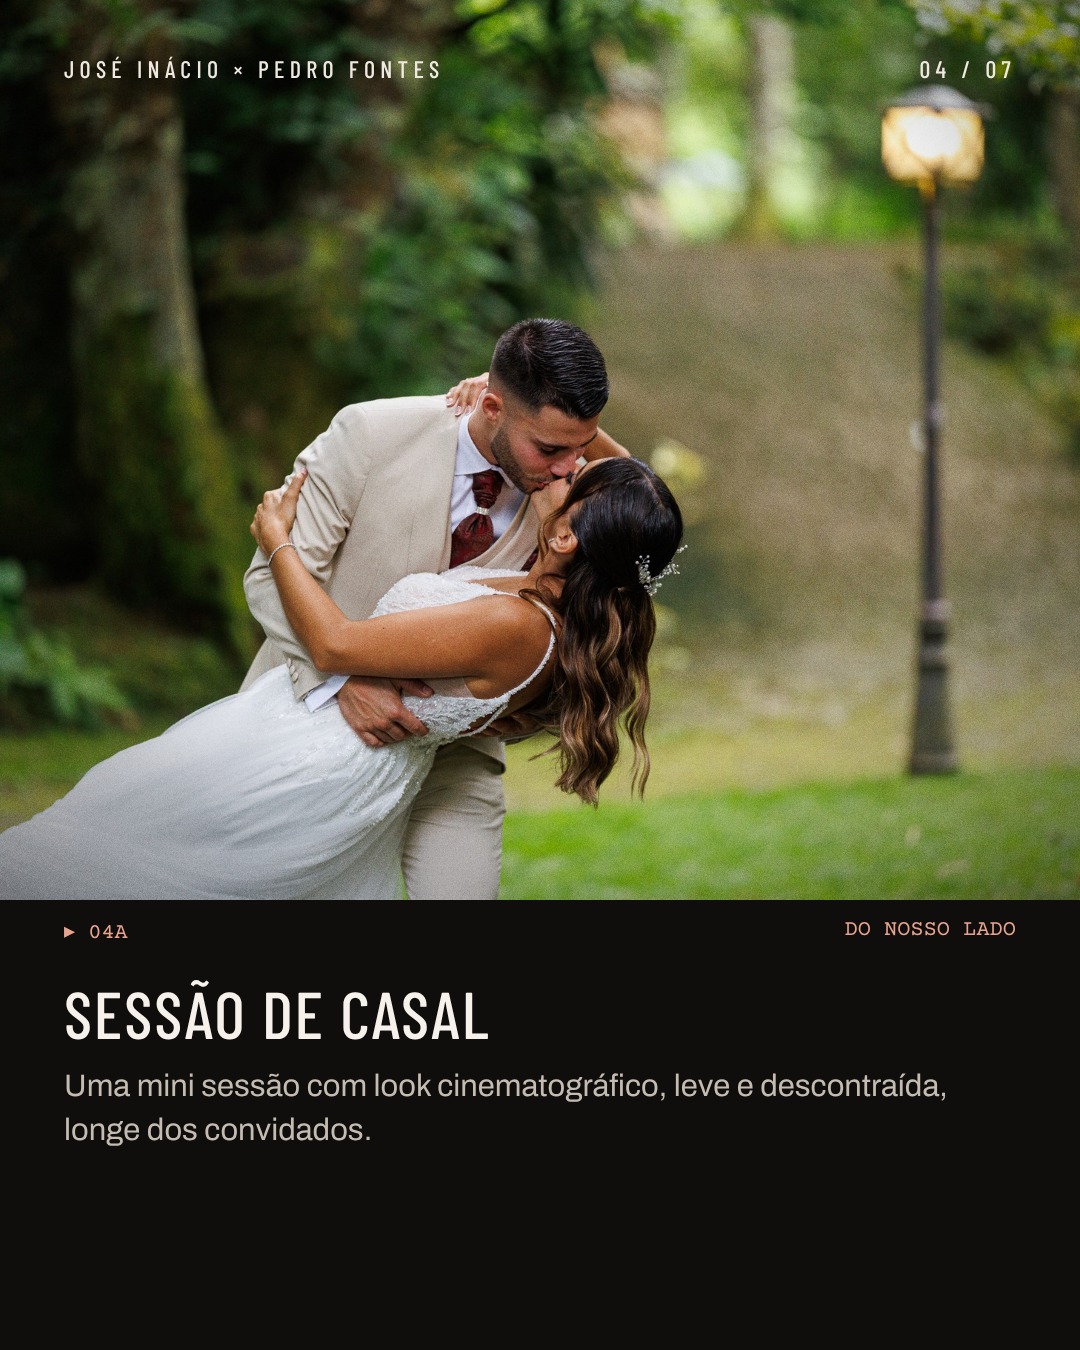 JOSÉ INÁCIO × PEDRO FONTES
04 / 07
▶ 04A
DO NOSSO LADO
SESSÃO DE CASAL
Uma mini sessão com look cinematográfico, leve e descontraída,
longe dos convidados.